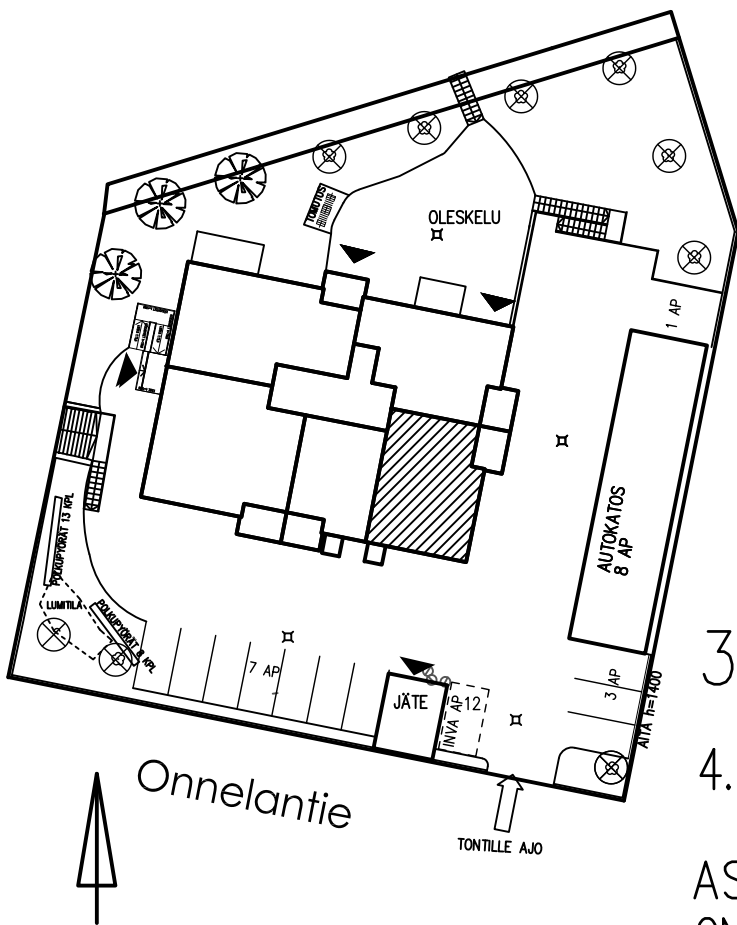 TOMUTUS
OLESKELU
1 AP
AUTOKATOS
8 AP
POLKUPYÖRÄT 13 KPL
LUMITILA
POLKUPYÖRÄT 8 KPL
7 AP
JÄTE
INVA AP 12
3 AP
AITA h=1400
3
4.
Onnelantie
TONTILLE AJO
AS